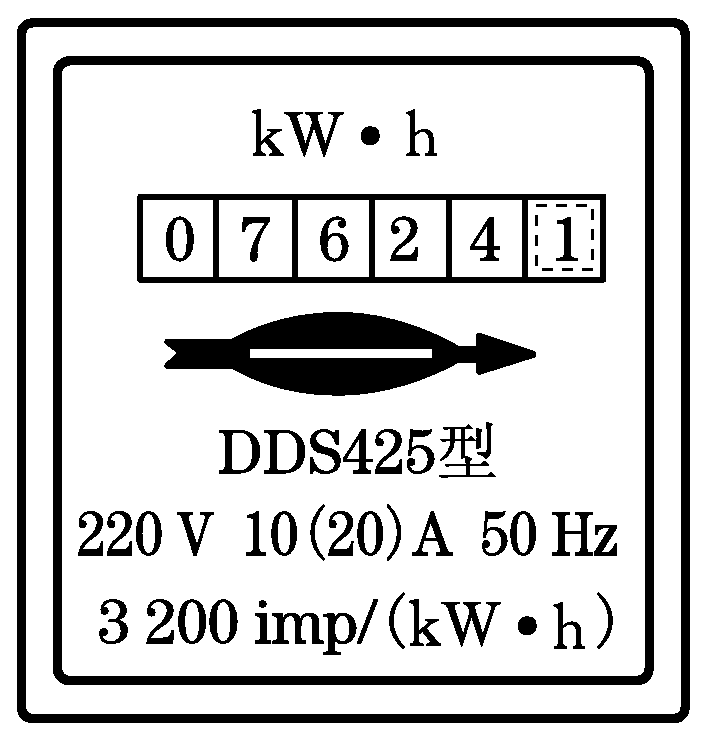 kW•h
0 7 6 2 4 1
DDS425型
220 V 10(20)A 50 Hz
3 200 imp/(kW•h)